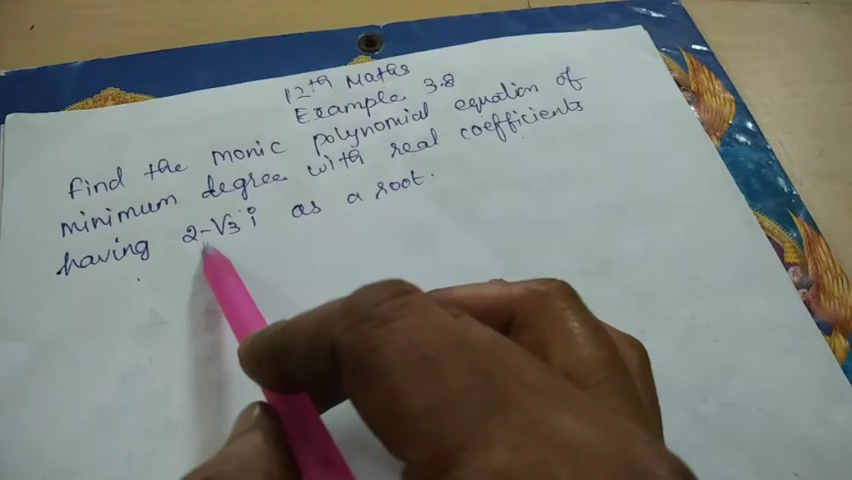 12th Maths
Example 3.8
Find the monic polynomial equation of
minimum degree with real coefficients
having 2-√3 i as a root.